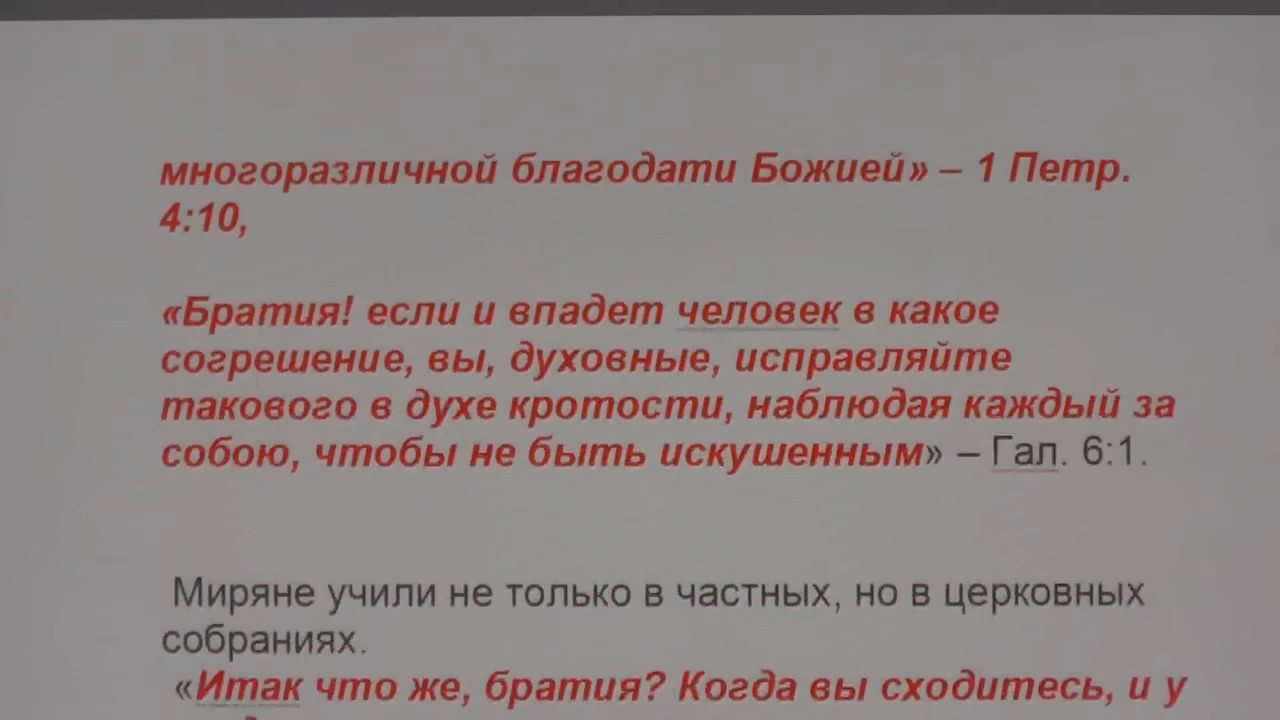 многоразличной благодати Божией» – 1 Петр.
4:10,
«Братия! если и впадет человек в какое
согрешение, вы, духовные, исправляйте
такового в духе кротости, наблюдая каждый за
собою, чтобы не быть искушенным» – Гал. 6:1.
Миряне учили не только в частных, но в церковных
собраниях.
«Итак что же, братия? Когда вы сходитесь, и у